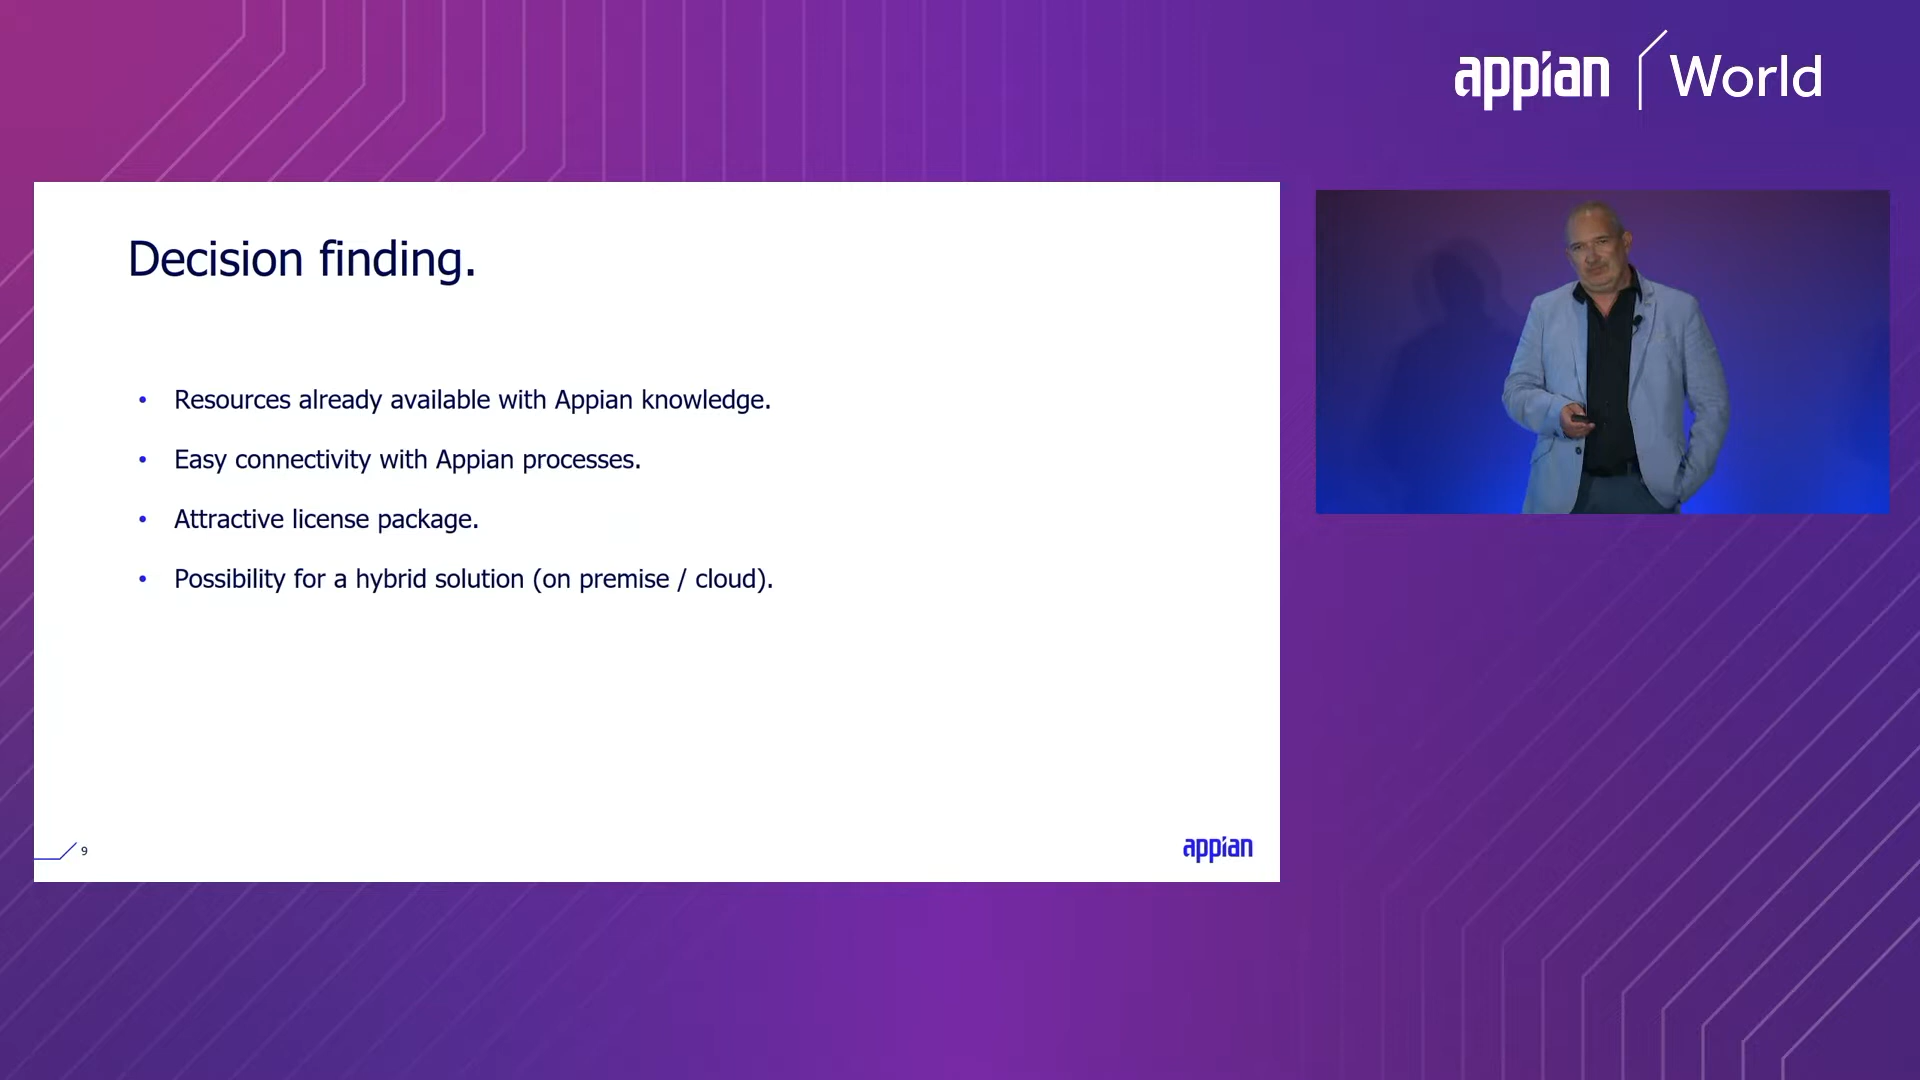 appian World
Decision finding.
• Resources already available with Appian knowledge.
• Easy connectivity with Appian processes.
• Attractive license package.
• Possibility for a hybrid solution (on premise / cloud).
9
appian